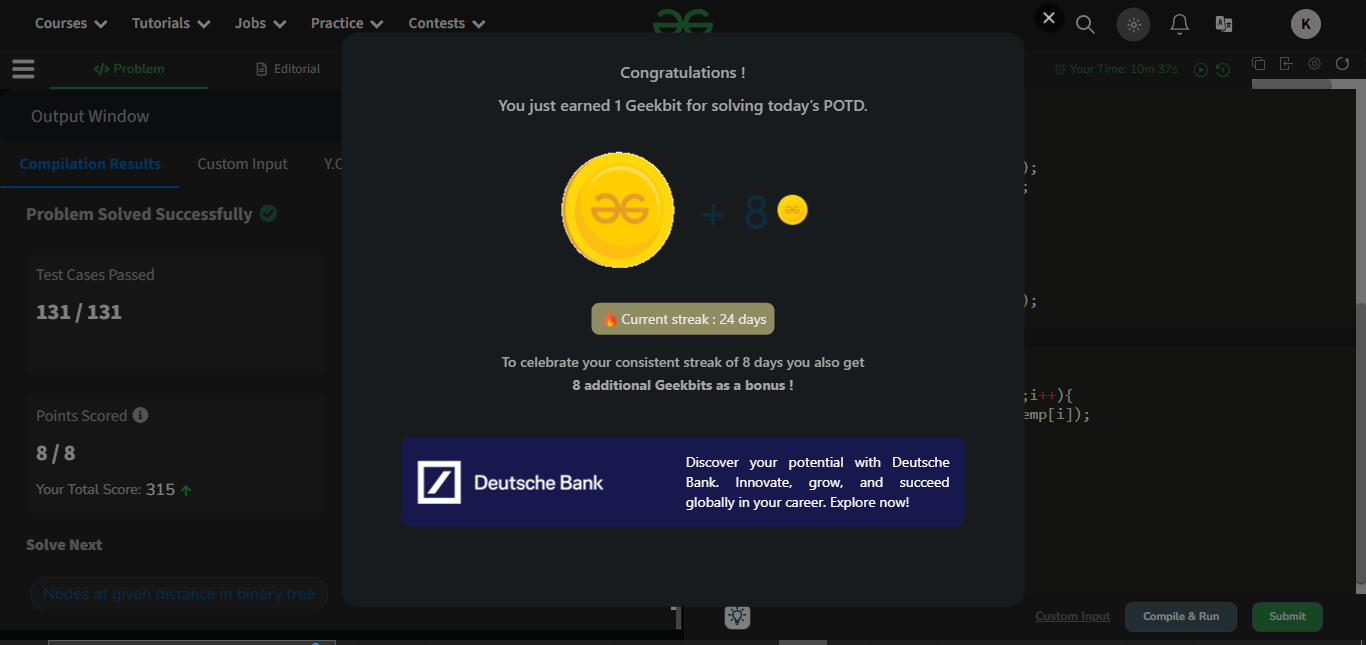 Courses Tutorials Jobs Practice Contests K
</> Problem Editorial Your Time: 10m 37s
Output Window
Compilation Results Custom Input Y.C
Problem Solved Successfully
Test Cases Passed
131 / 131
Points Scored
8 / 8
Your Total Score: 315
Solve Next
Nodes at given distance in binary tree
Congratulations !
You just earned 1 Geekbit for solving today's POTD.
+ 8
Current streak : 24 days
To celebrate your consistent streak of 8 days you also get
8 additional Geekbits as a bonus !
Deutsche Bank
Discover your potential with Deutsche
Bank. Innovate, grow, and succeed
globally in your career. Explore now!
);
;
);
;i++){
emp[i]);
Custom Input Compile & Run Submit